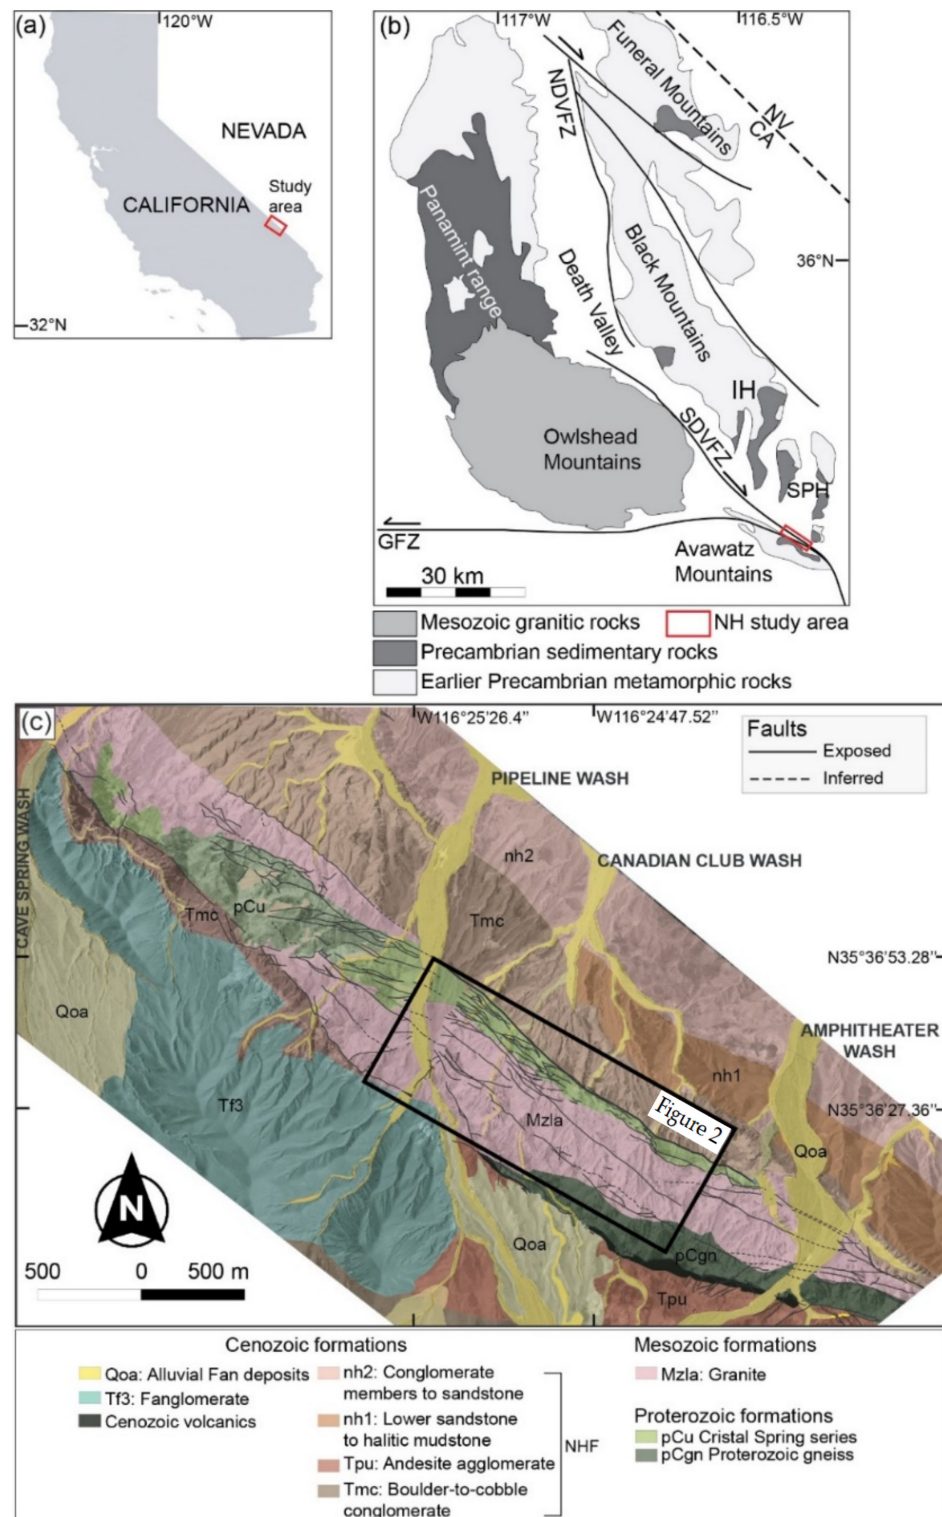 (a)
120°W
NEVADA
CALIFORNIA
Study
area
32°N
(b)
117°W
116.5°W
Funeral Mountains
NV
CA
NDVFZ
Panamint range
Black Mountains
36°N
Death Valley
IH
SDVFZ
Owlshead
Mountains
SPH
GFZ
Avawatz
Mountains
30 km
Mesozoic granitic rocks
NH study area
Precambrian sedimentary rocks
Earlier Precambrian metamorphic rocks
(c)
W116°25'26.4''
W116°24'47.52''
Faults
Exposed
Inferred
PIPELINE WASH
CAVE SPRING WASH
nh2
CANADIAN CLUB WASH
Tmc
pCu
Tmc
N35°36'53.28''
Qoa
AMPHITHEATER
WASH
nh1
Tf3
Mzla
Figure 2
N35°36'27.36''
Qoa
N
Qoa
pCgn
Tpu
500 0 500 m
Cenozoic formations
Qoa: Alluvial Fan deposits
Tf3: Fanglomerate
Cenozoic volcanics
nh2: Conglomerate
members to sandstone
nh1: Lower sandstone
to halitic mudstone
Tpu: Andesite agglomerate
Tmc: Boulder-to-cobble
conglomerate
NHF
Mesozoic formations
Mzla: Granite
Proterozoic formations
pCu Cristal Spring series
pCgn Proterozoic gneiss